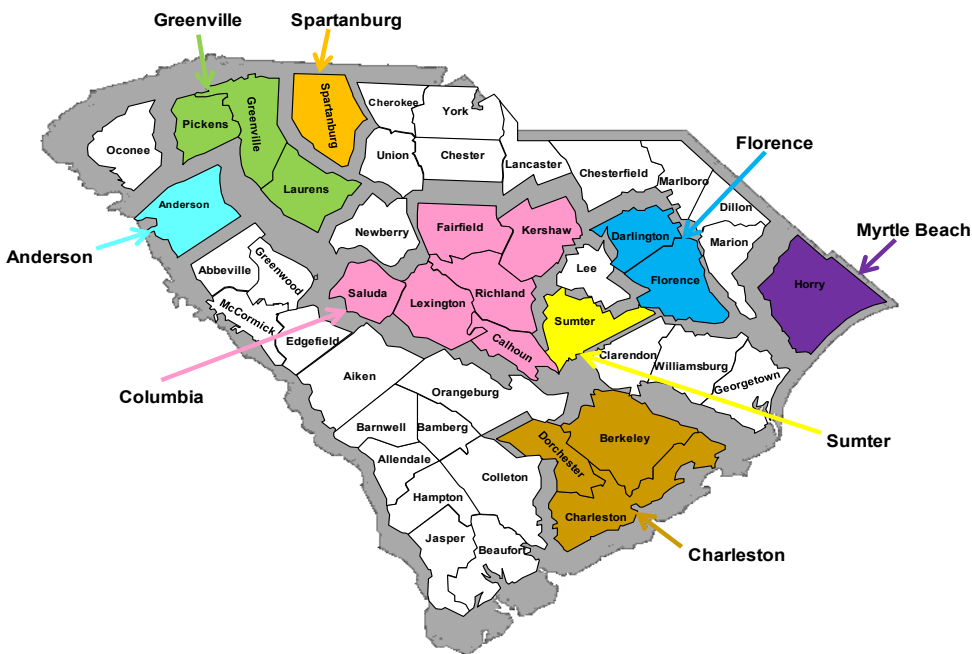 Greenville
Spartanburg
Cherokee
York
Spartanburg
Greenville
Pickens
Oconee
Union
Chester
Lancaster
Florence
Chesterfield
Marlboro
Laurens
Anderson
Dillon
Newberry
Fairfield
Kershaw
Darlington
Marion
Myrtle Beach
Anderson
Abbeville
Greenwood
Lee
Florence
Horry
Saluda
Lexington
Richland
McCormick
Edgefield
Sumter
Calhoun
Clarendon
Williamsburg
Georgetown
Columbia
Aiken
Orangeburg
Barnwell
Bamberg
Dorchester
Berkeley
Sumter
Allendale
Colleton
Hampton
Charleston
Jasper
Beaufort
Charleston